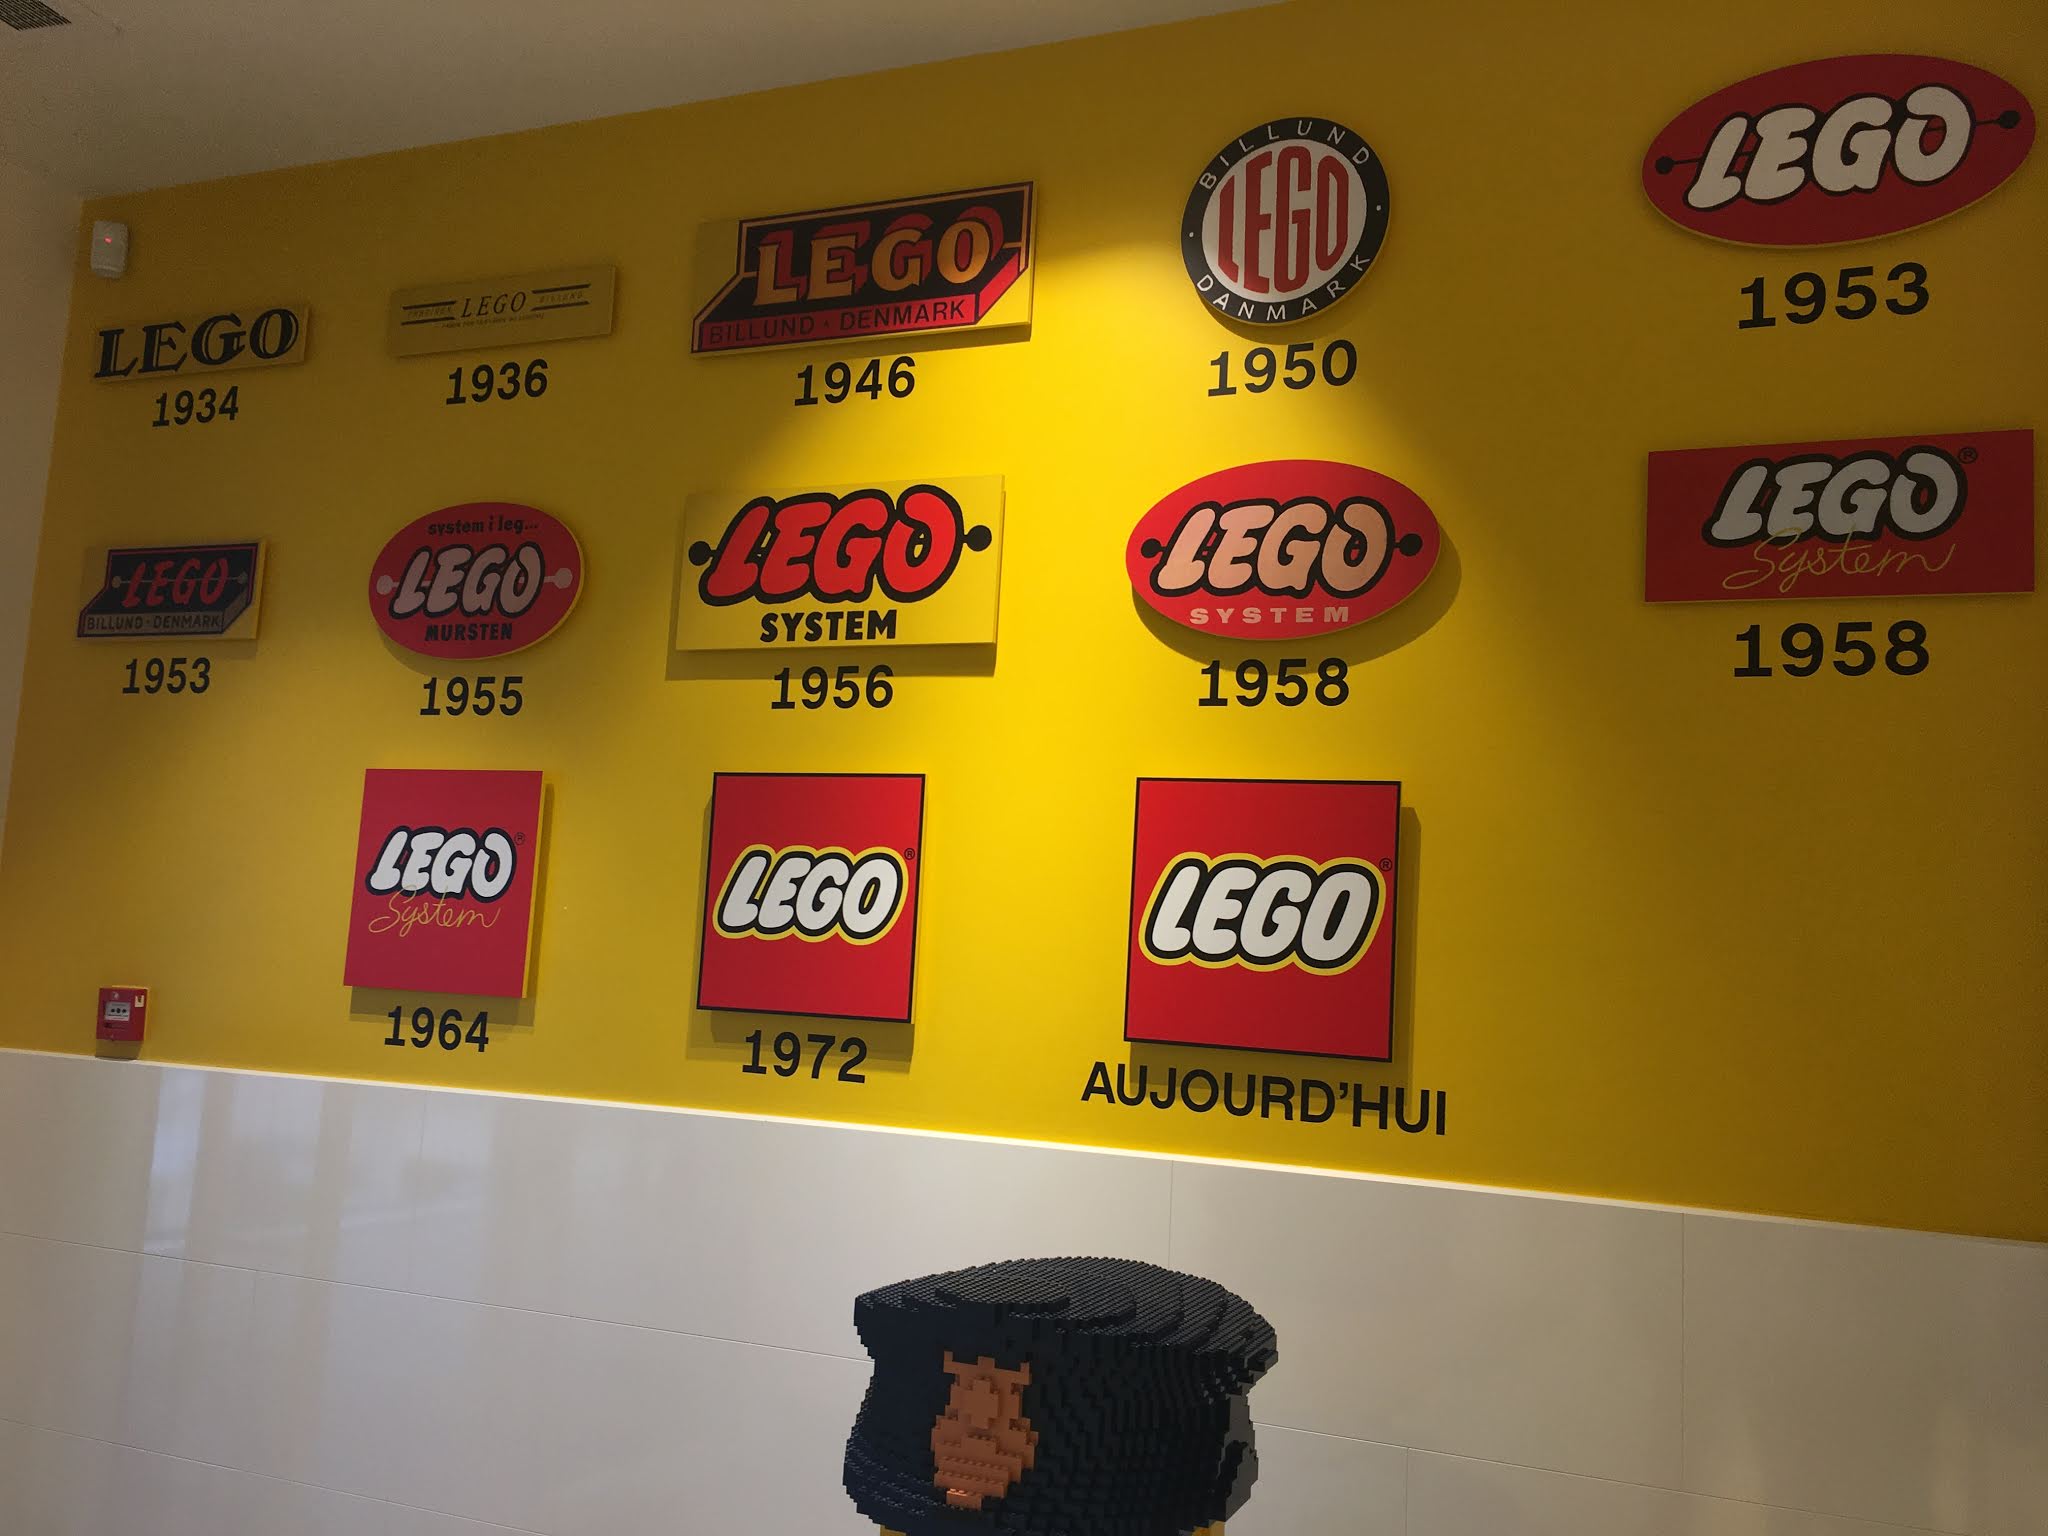 LEGO
1934
LEGO
BILLUND
1936
LEGO
BILLUND · DENMARK
1946
BILLUND
LEGO
DANMARK
1950
LEGO
1953
LEGO
BILLUND · DENMARK
1953
system i leg...
LEGO
MURSTEN
1955
LEGO
SYSTEM
1956
LEGO
SYSTEM
1958
LEGO®
System
1958
LEGO®
System
1964
LEGO®
1972
LEGO®
AUJOURD'HUI